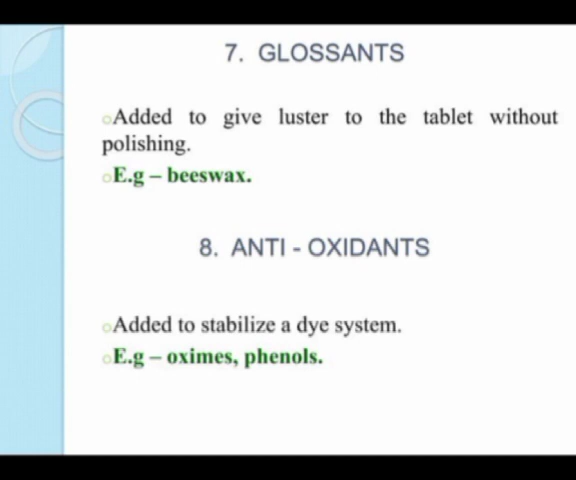 7. GLOSSANTS
Added to give luster to the tablet without
polishing.
E.g – beeswax.
8. ANTI - OXIDANTS
Added to stabilize a dye system.
E.g – oximes, phenols.